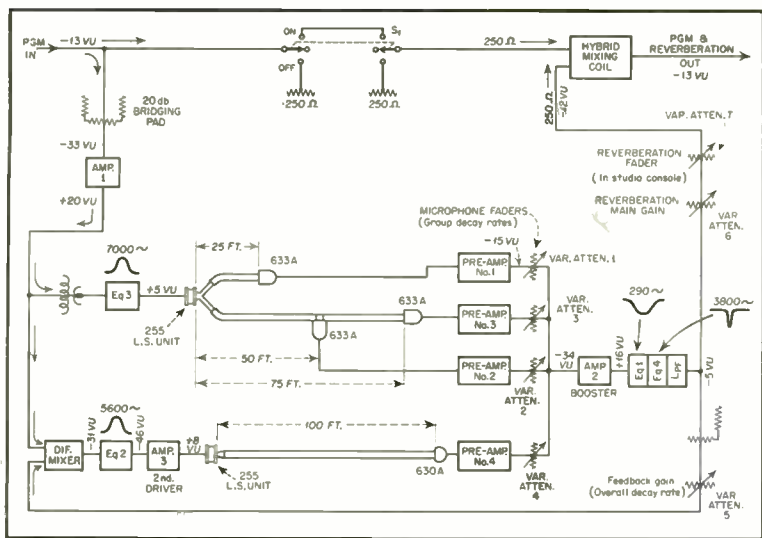 ON
S1
PGM
IN
-13 VU
OFF
250 Ω
250 Ω
250 Ω
HYBRID
MIXING
COIL
PGM &
REVERBERATION
OUT
-13 VU
250 Ω
-42 VU
20 db
BRIDGING
PAD
-33 VU
AMP.
1
+20 VU
VAR. ATTEN. 7
REVERBERATION
FADER
(In studio console)
REVERBERATION
MAIN GAIN
VAR
ATTEN.
6
MICROPHONE FADERS
(Group decay rates)
-15 VU
7000~
Eq 3
+5 VU
255
L.S. UNIT
25 FT.
633A
633A
633A
50 FT.
75 FT.
PRE-AMP.
No.1
VAR. ATTEN. 1
PRE-AMP.
No.3
VAR.
ATTEN.
3
PRE-AMP.
No.2
VAR.
ATTEN.
2
-34
VU
AMP
2
BOOSTER
+16 VU
290~
3800~
Eq 1
Eq 4
LPF
-5 VU
DIF.
MIXER
-31 VU
5600~
Eq 2
-46 VU
AMP.
3
2nd.
DRIVER
+8
VU
255
L.S. UNIT
100 FT.
630A
PRE-AMP.
No.4
VAR.
ATTEN.
4
Feedback gain
(Overall decay rate)
VAR
ATTEN.
5